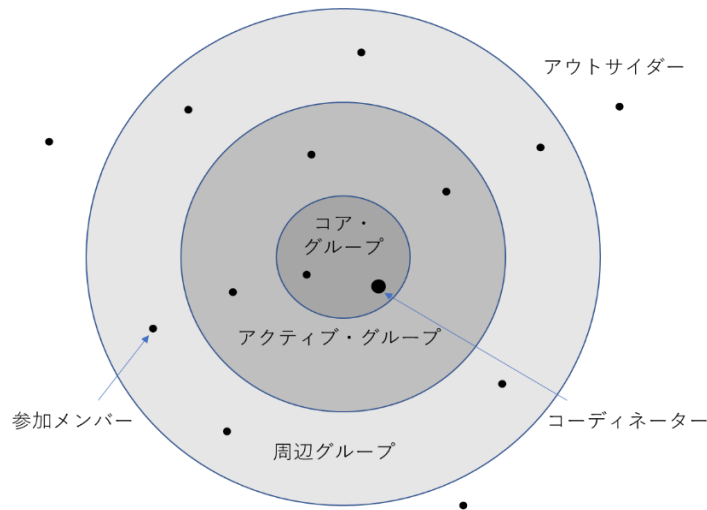 アウトサイダー
コア・
グループ
アクティブ・グループ
参加メンバー
コーディネーター
周辺グループ